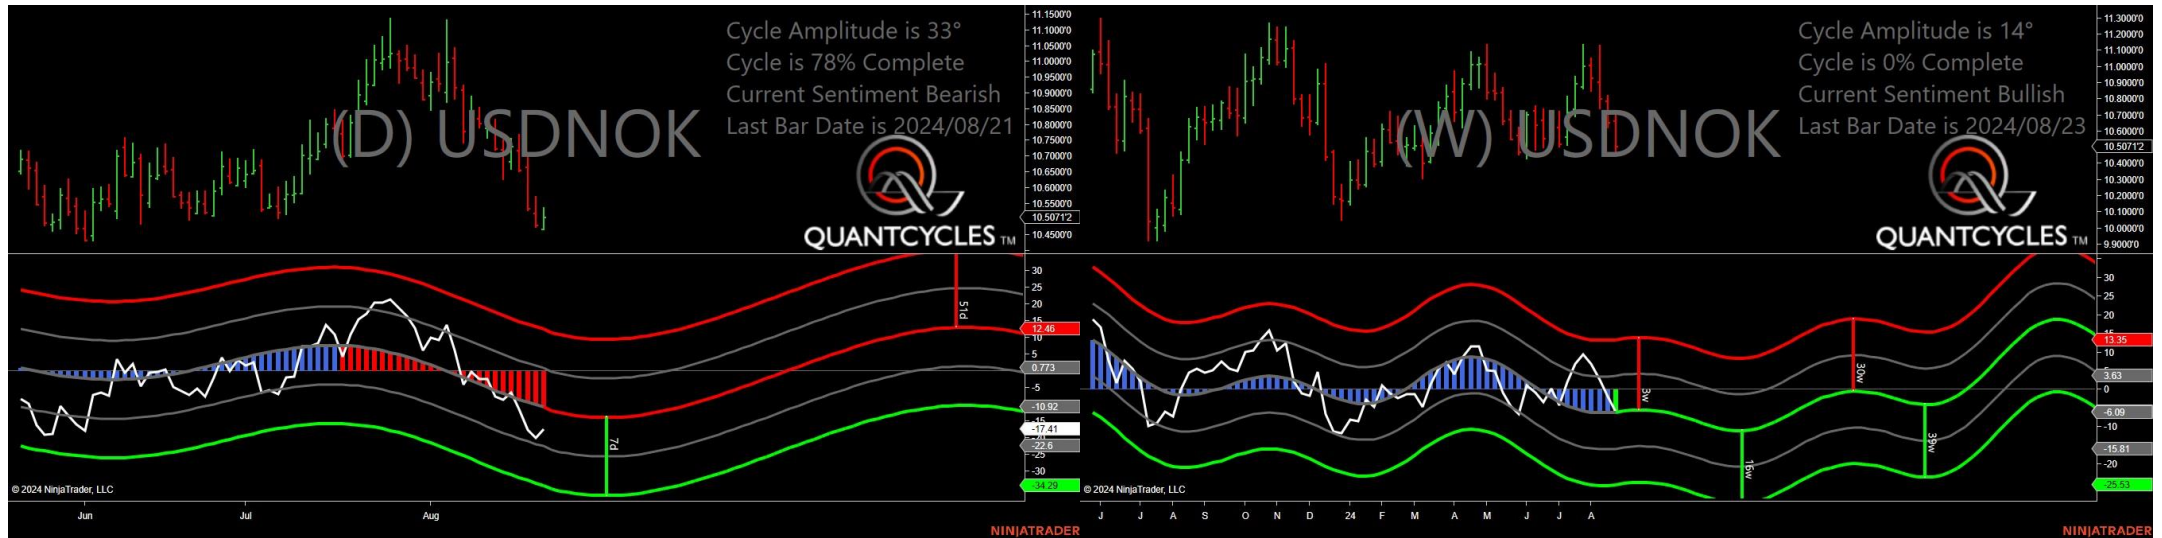 Cycle Amplitude is 33°
Cycle is 78% Complete
Current Sentiment Bearish
Last Bar Date is 2024/08/21
(D) USDNOK
QUANTCYCLES TM
11.1500'0
11.1000'0
11.0500'0
11.0000'0
10.9500'0
10.9000'0
10.8500'0
10.8000'0
10.7500'0
10.7000'0
10.6500'0
10.6000'0
10.5500'0
10.5071'2
10.4500'0
51d
7d
30
25
20
15
12.46
10
5
0.773
-5
-10.92
-15
-17.41
-22.6
-25
-30
-34.29
© 2024 NinjaTrader, LLC
Jun Jul Aug
NINJATRADER
Cycle Amplitude is 14°
Cycle is 0% Complete
Current Sentiment Bullish
Last Bar Date is 2024/08/23
(W) USDNOK
QUANTCYCLES TM
11.3000'0
11.2000'0
11.1000'0
11.0000'0
10.9000'0
10.8000'0
10.7000'0
10.6000'0
10.5071'2
10.4000'0
10.3000'0
10.2000'0
10.1000'0
10.0000'0
9.9000'0
3w
30w
16w
39w
30
25
20
15
13.35
10
3.63
0
-6.09
-10
-15.81
-20
-25.53
© 2024 NinjaTrader, LLC
J J A S O N D 24 F M A M J J A
NINJATRADER